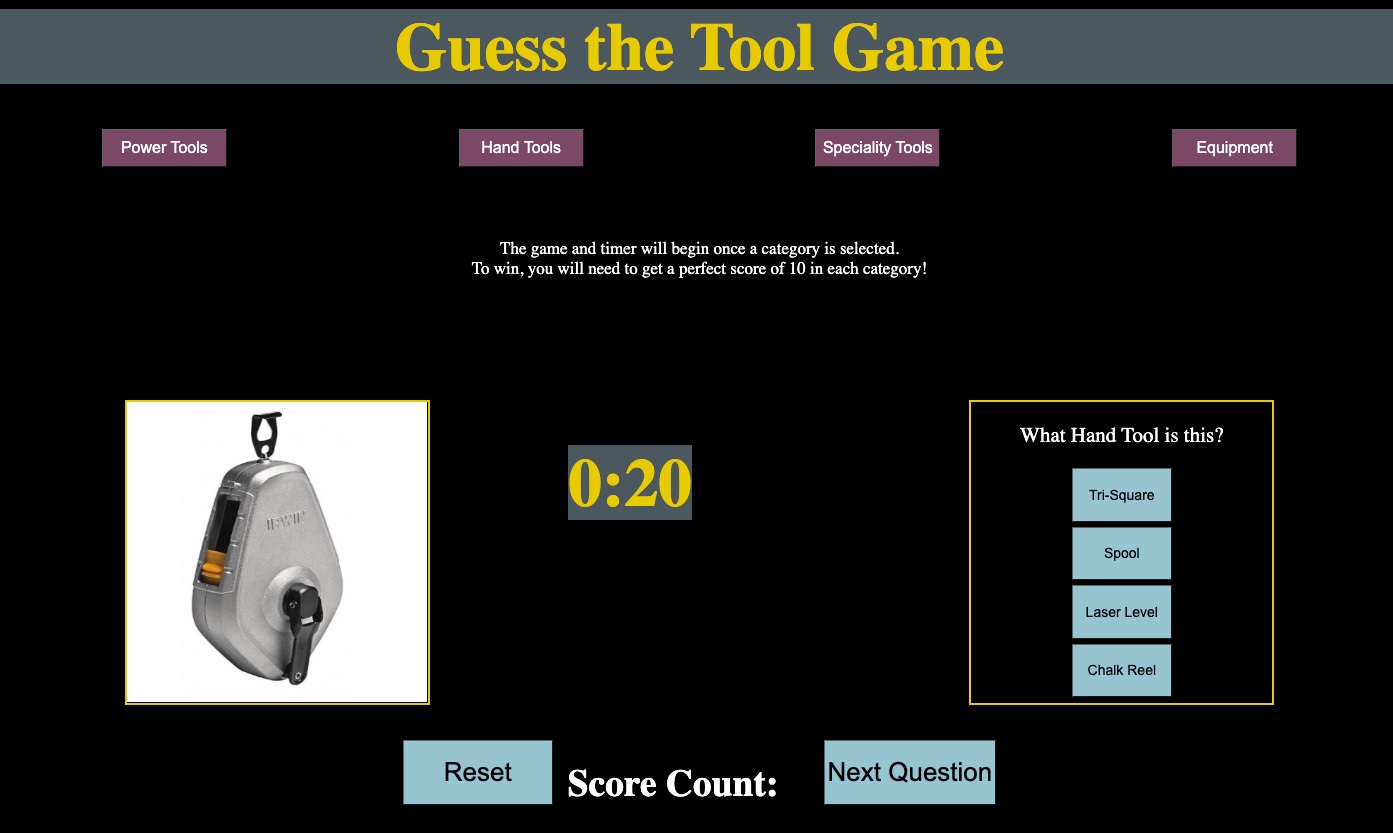 Guess the Tool Game
Power Tools
Hand Tools
Speciality Tools
Equipment
The game and timer will begin once a category is selected.
To win, you will need to get a perfect score of 10 in each category!
IRWIN
0:20
What Hand Tool is this?
Tri-Square
Spool
Laser Level
Chalk Reel
Reset
Score Count:
Next Question